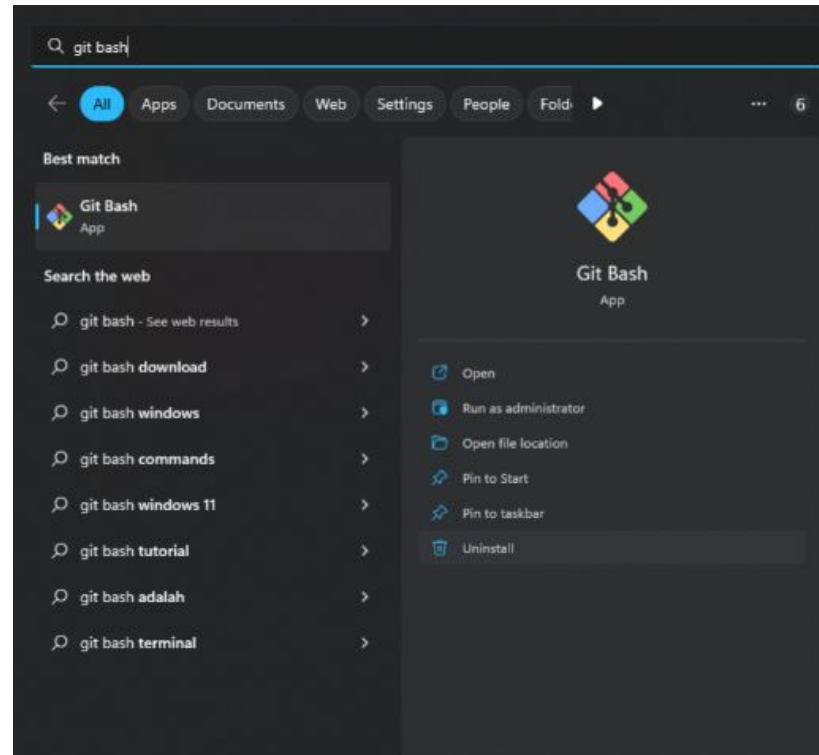 git bash
All Apps Documents Web Settings People Fold 6
Best match
Git Bash
App
Search the web
git bash - See web results
git bash download
git bash windows
git bash commands
git bash windows 11
git bash tutorial
git bash adalah
git bash terminal
Git Bash
App
Open
Run as administrator
Open file location
Pin to Start
Pin to taskbar
Uninstall